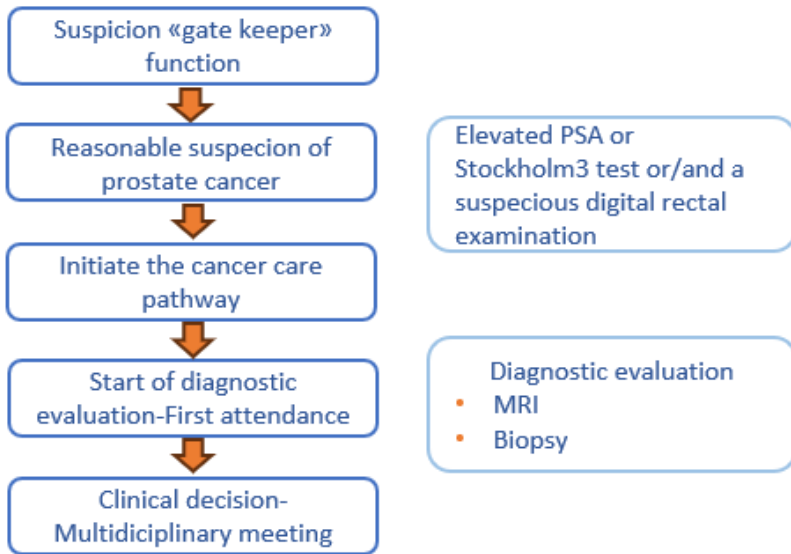 Suspicion «gate keeper»
function
Reasonable suspecion of
prostate cancer
Elevated PSA or
Stockholm3 test or/and a
suspecious digital rectal
examination
Initiate the cancer care
pathway
Start of diagnostic
evaluation-First attendance
Diagnostic evaluation
• MRI
• Biopsy
Clinical decision-
Multidiciplinary meeting